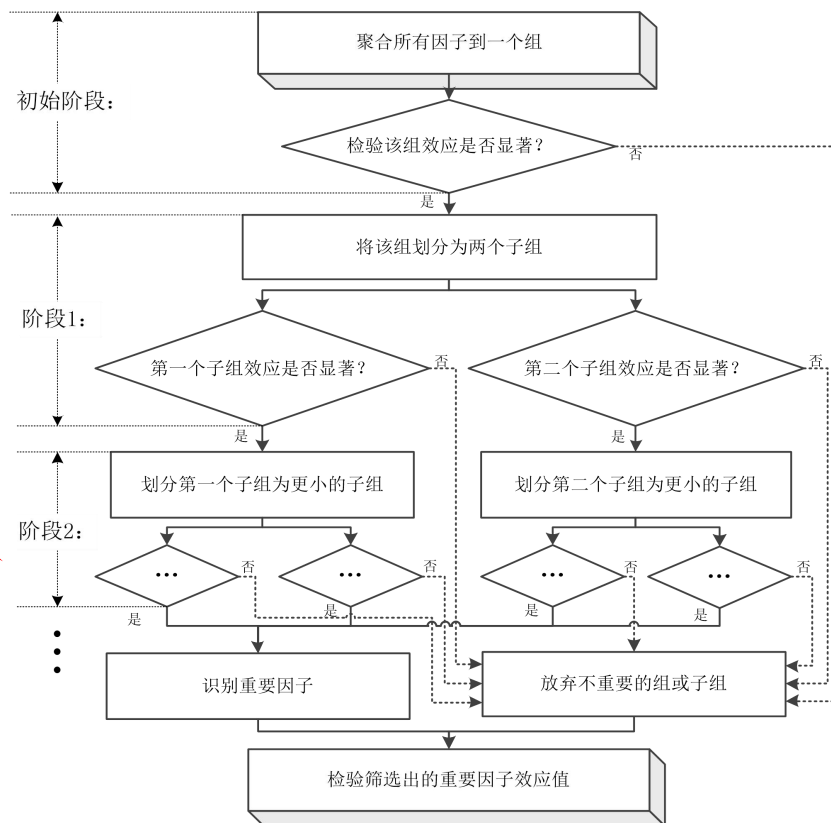 聚合所有因子到一个组
初始阶段：
检验该组效应是否显著？
否
是
将该组划分为两个子组
阶段1：
第一个子组效应是否显著？
否
第二个子组效应是否显著？
否
是
是
划分第一个子组为更小的子组
划分第二个子组为更小的子组
阶段2：
...
否
...
否
...
否
...
否
是
是
是
是
识别重要因子
放弃不重要的组或子组
检验筛选出的重要因子效应值